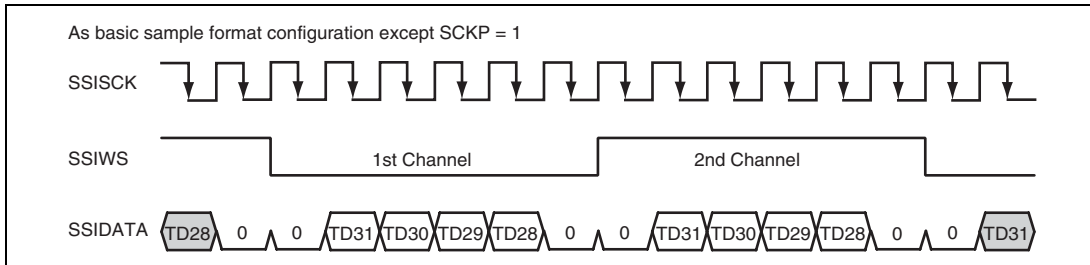 As basic sample format configuration except SCKP = 1
SSISCK
SSIWS 1st Channel 2nd Channel
SSIDATA TD28 0 0 TD31 TD30 TD29 TD28 0 0 TD31 TD30 TD29 TD28 0 0 TD31